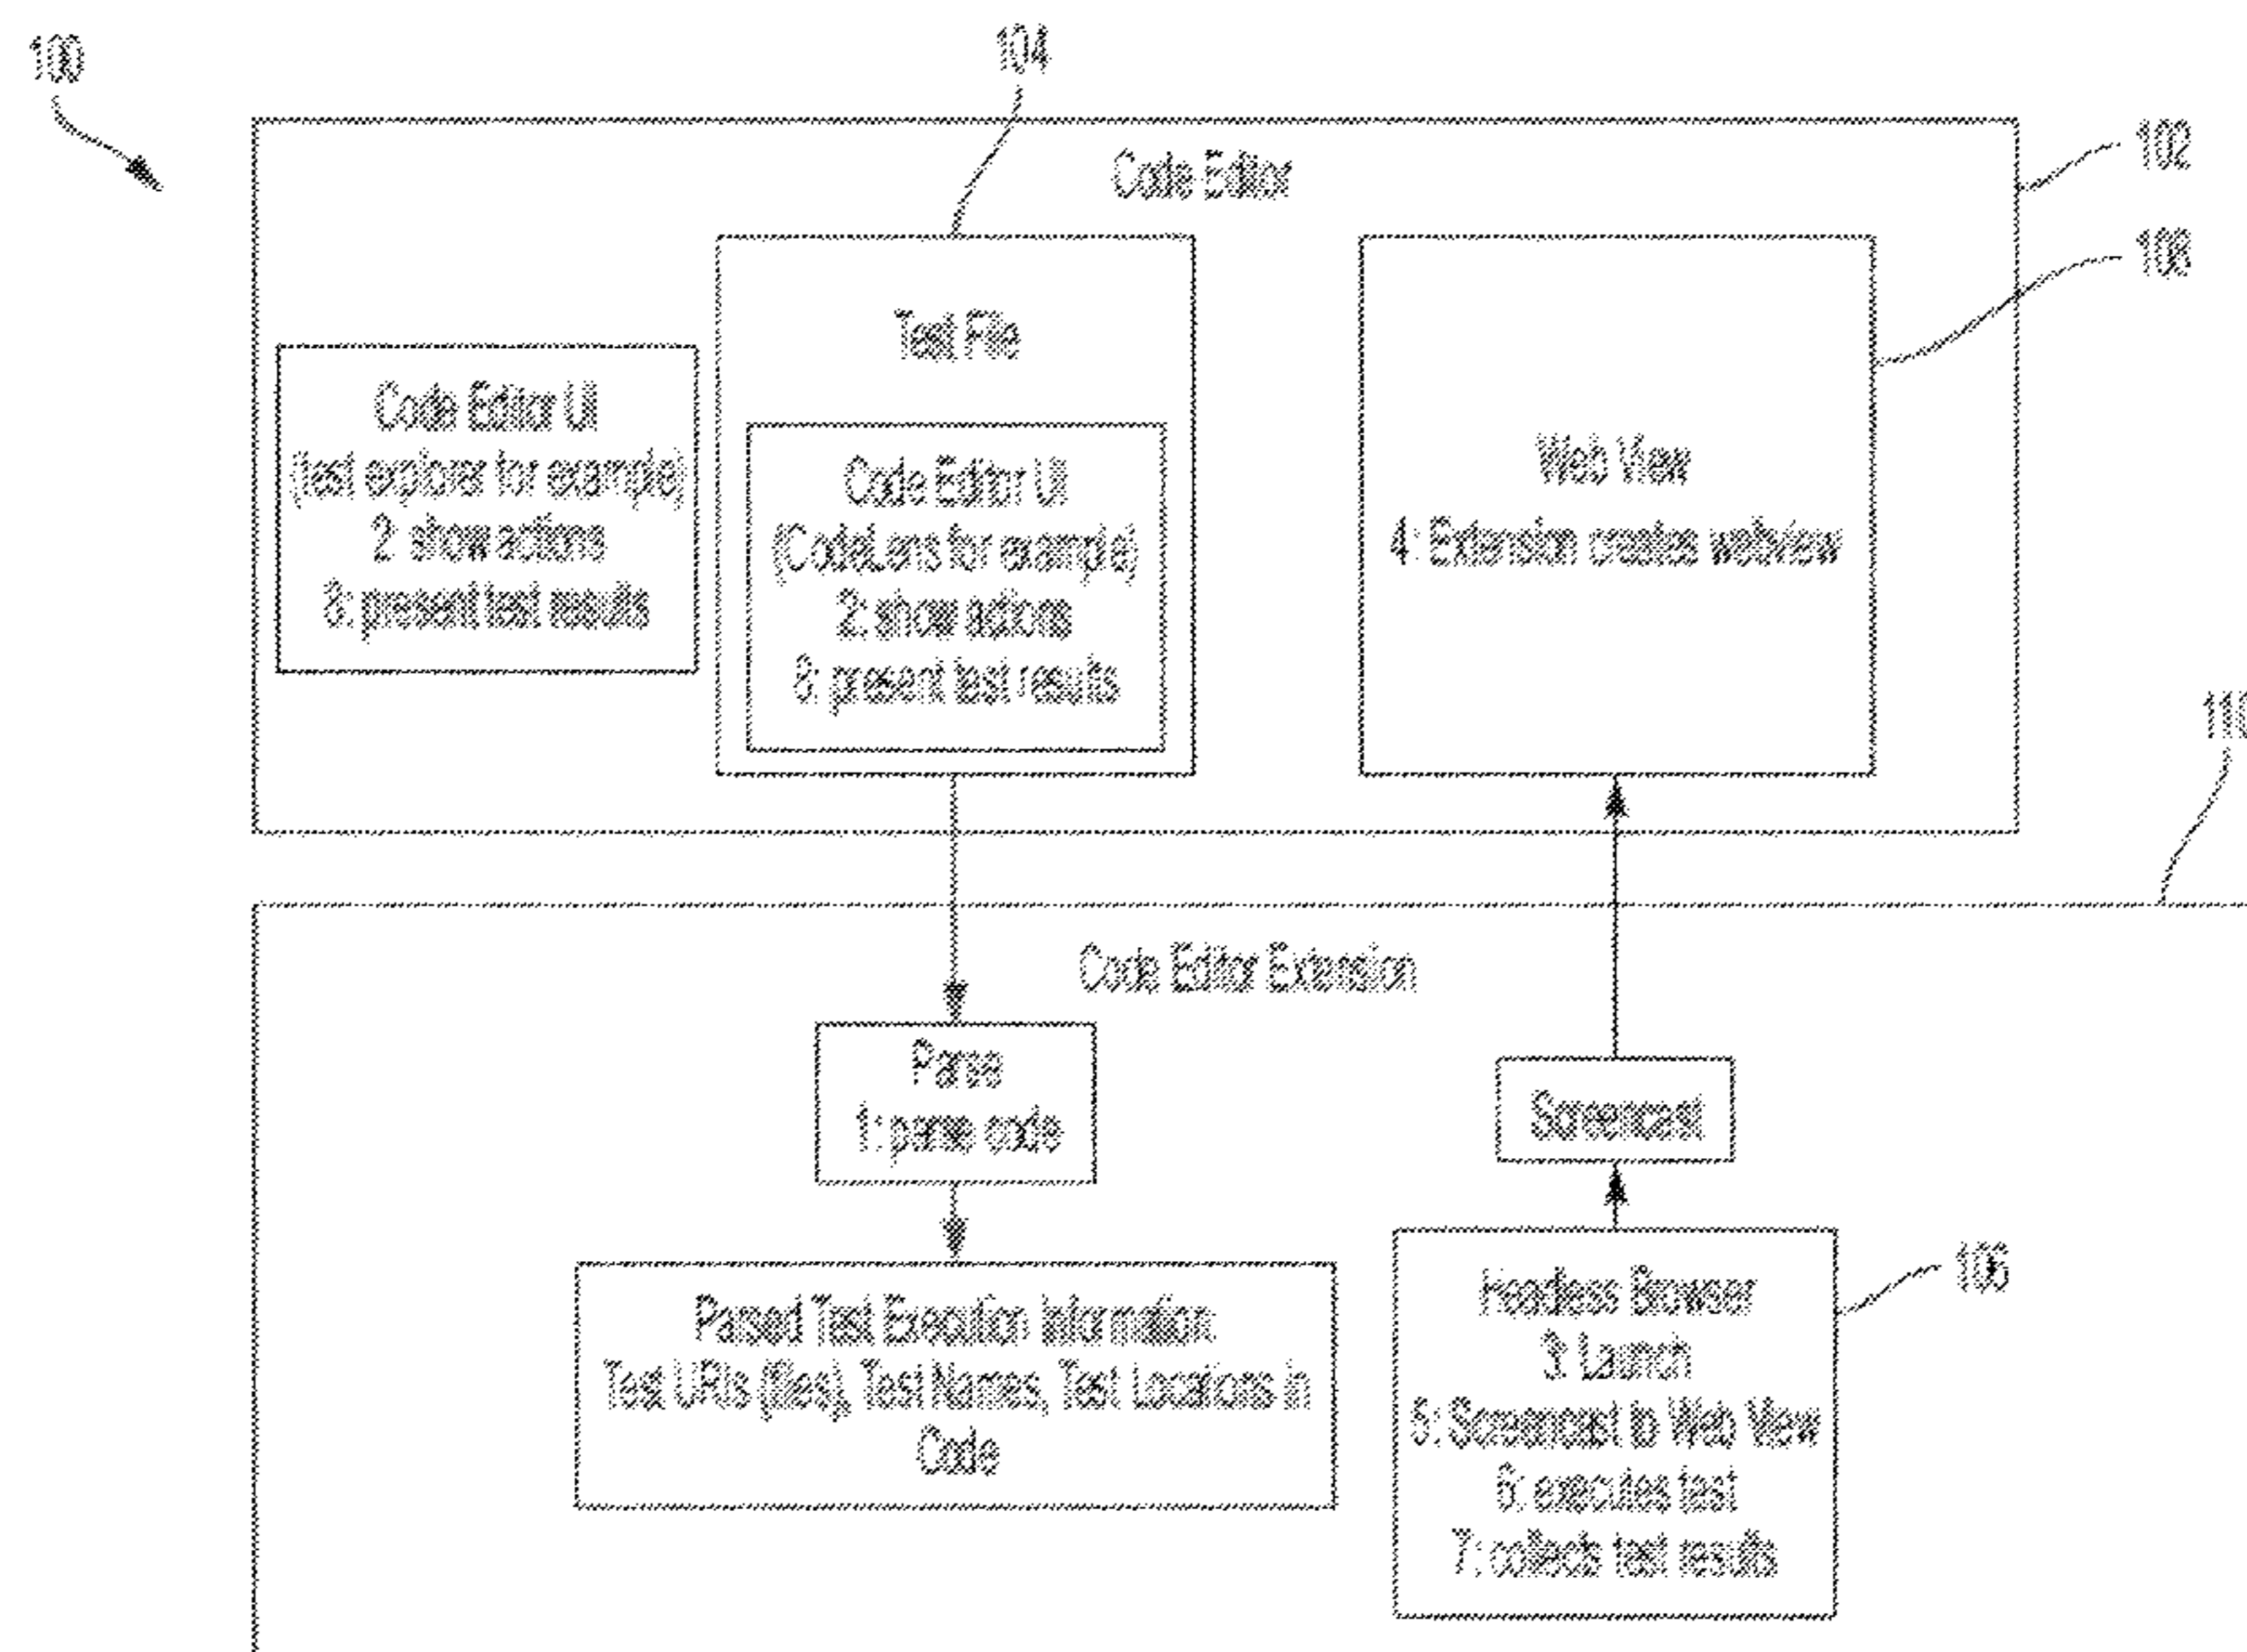 100
104
Code Editor
102
108
Test File
Code Editor UI
(test explorer for example)
2: show actions
8: present test results
Code Editor UI
(CodeLens for example)
2: show actions
8: present test results
Web View
4: Extension creates webview
110
Code Editor Extension
Parse
1: parse code
Screencast
Parsed Test Execution Information:
Test URIs (files), Test Names, Test Locations in
Code
106
Headless Browser
3: Launch
5: Screencast to Web View
6: executes test
7: collects test results